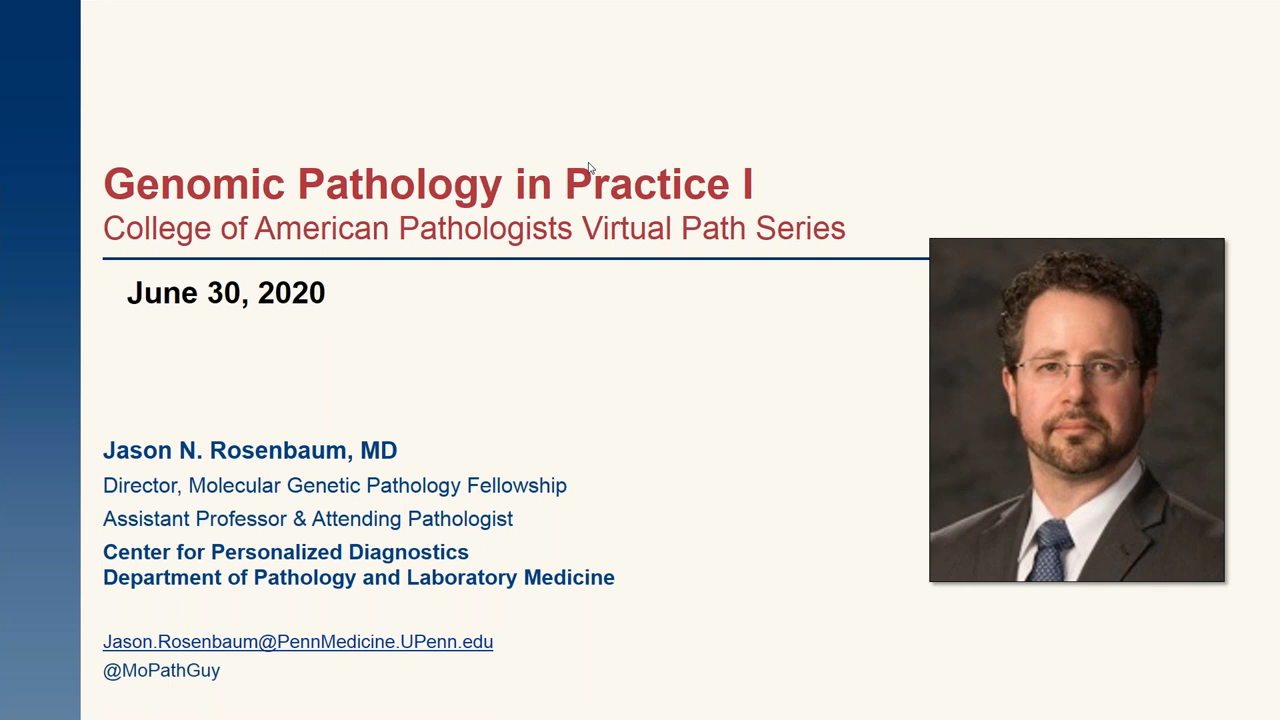 Genomic Pathology in Practice I
College of American Pathologists Virtual Path Series
June 30, 2020
Jason N. Rosenbaum, MD
Director, Molecular Genetic Pathology Fellowship
Assistant Professor & Attending Pathologist
Center for Personalized Diagnostics
Department of Pathology and Laboratory Medicine
Jason.Rosenbaum@PennMedicine.UPenn.edu
@MoPathGuy